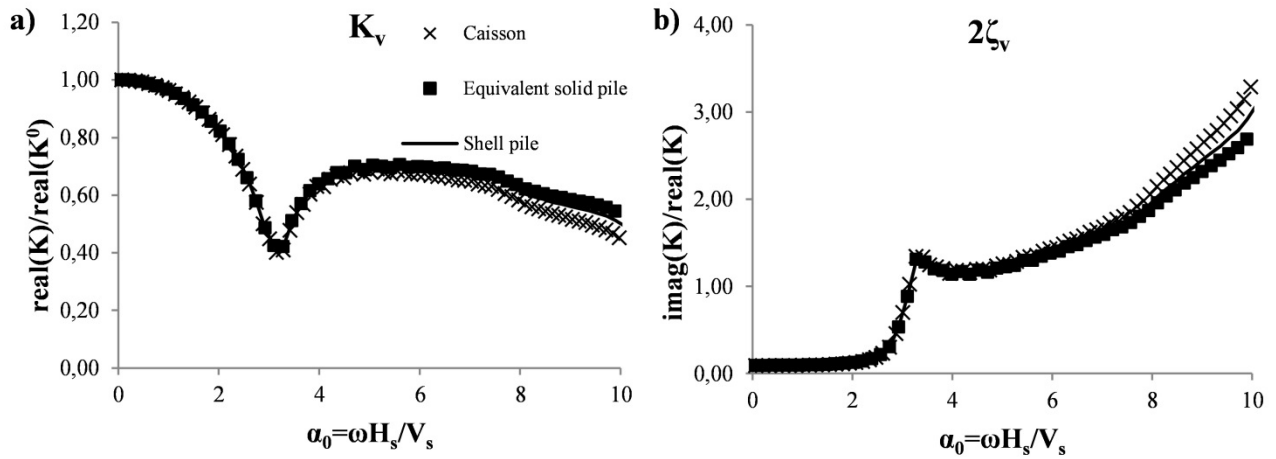 a)
K_v
1,20
1,00
0,80
0,60
0,40
0,20
0,00
real(K)/real(K^0)
× Caisson
■ Equivalent solid pile
Shell pile
0 2 4 6 8 10
α_0=ωH_s/V_s
b)
2ζ_v
4,00
3,00
2,00
1,00
0,00
imag(K)/real(K)
0 2 4 6 8 10
α_0=ωH_s/V_s